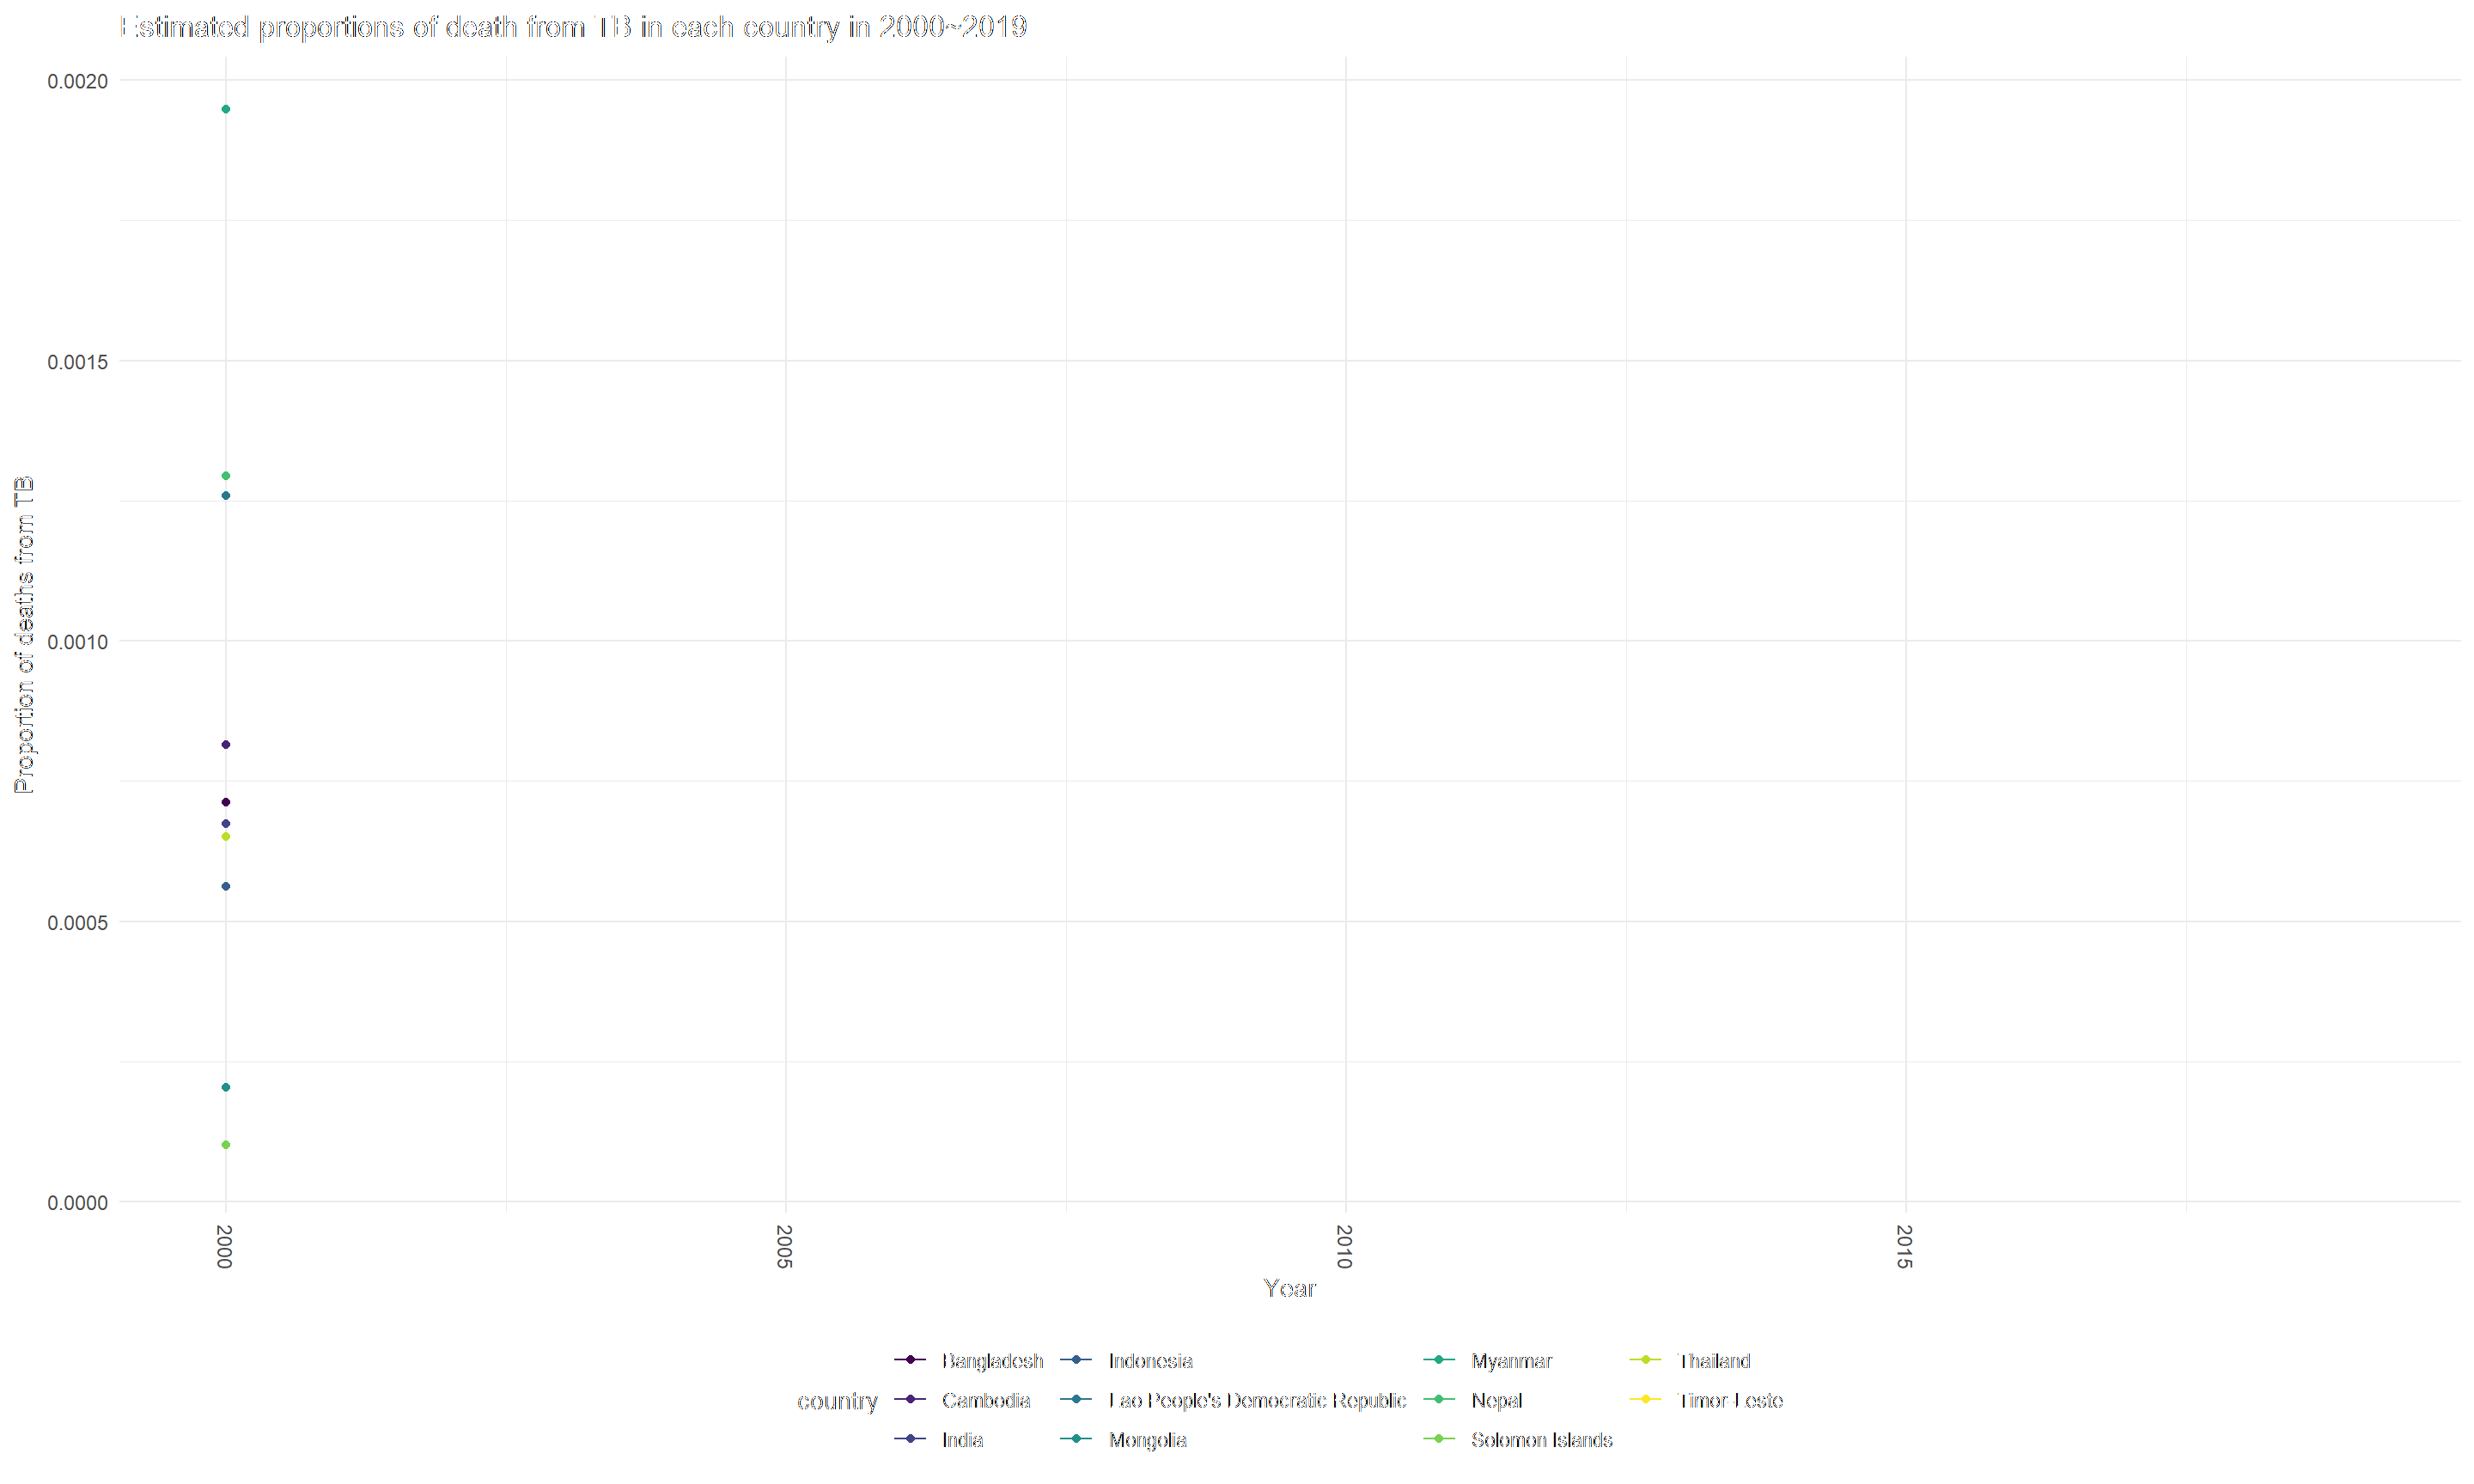 Estimated proportions of death from TB in each country in 2000~2019
0.0020
0.0015
0.0010
0.0005
0.0000
Proportion of deaths from TB
2000
2005
2010
2015
Year
country
Bangladesh
Cambodia
India
Indonesia
Lao People's Democratic Republic
Mongolia
Myanmar
Nepal
Solomon Islands
Thailand
Timor-Leste